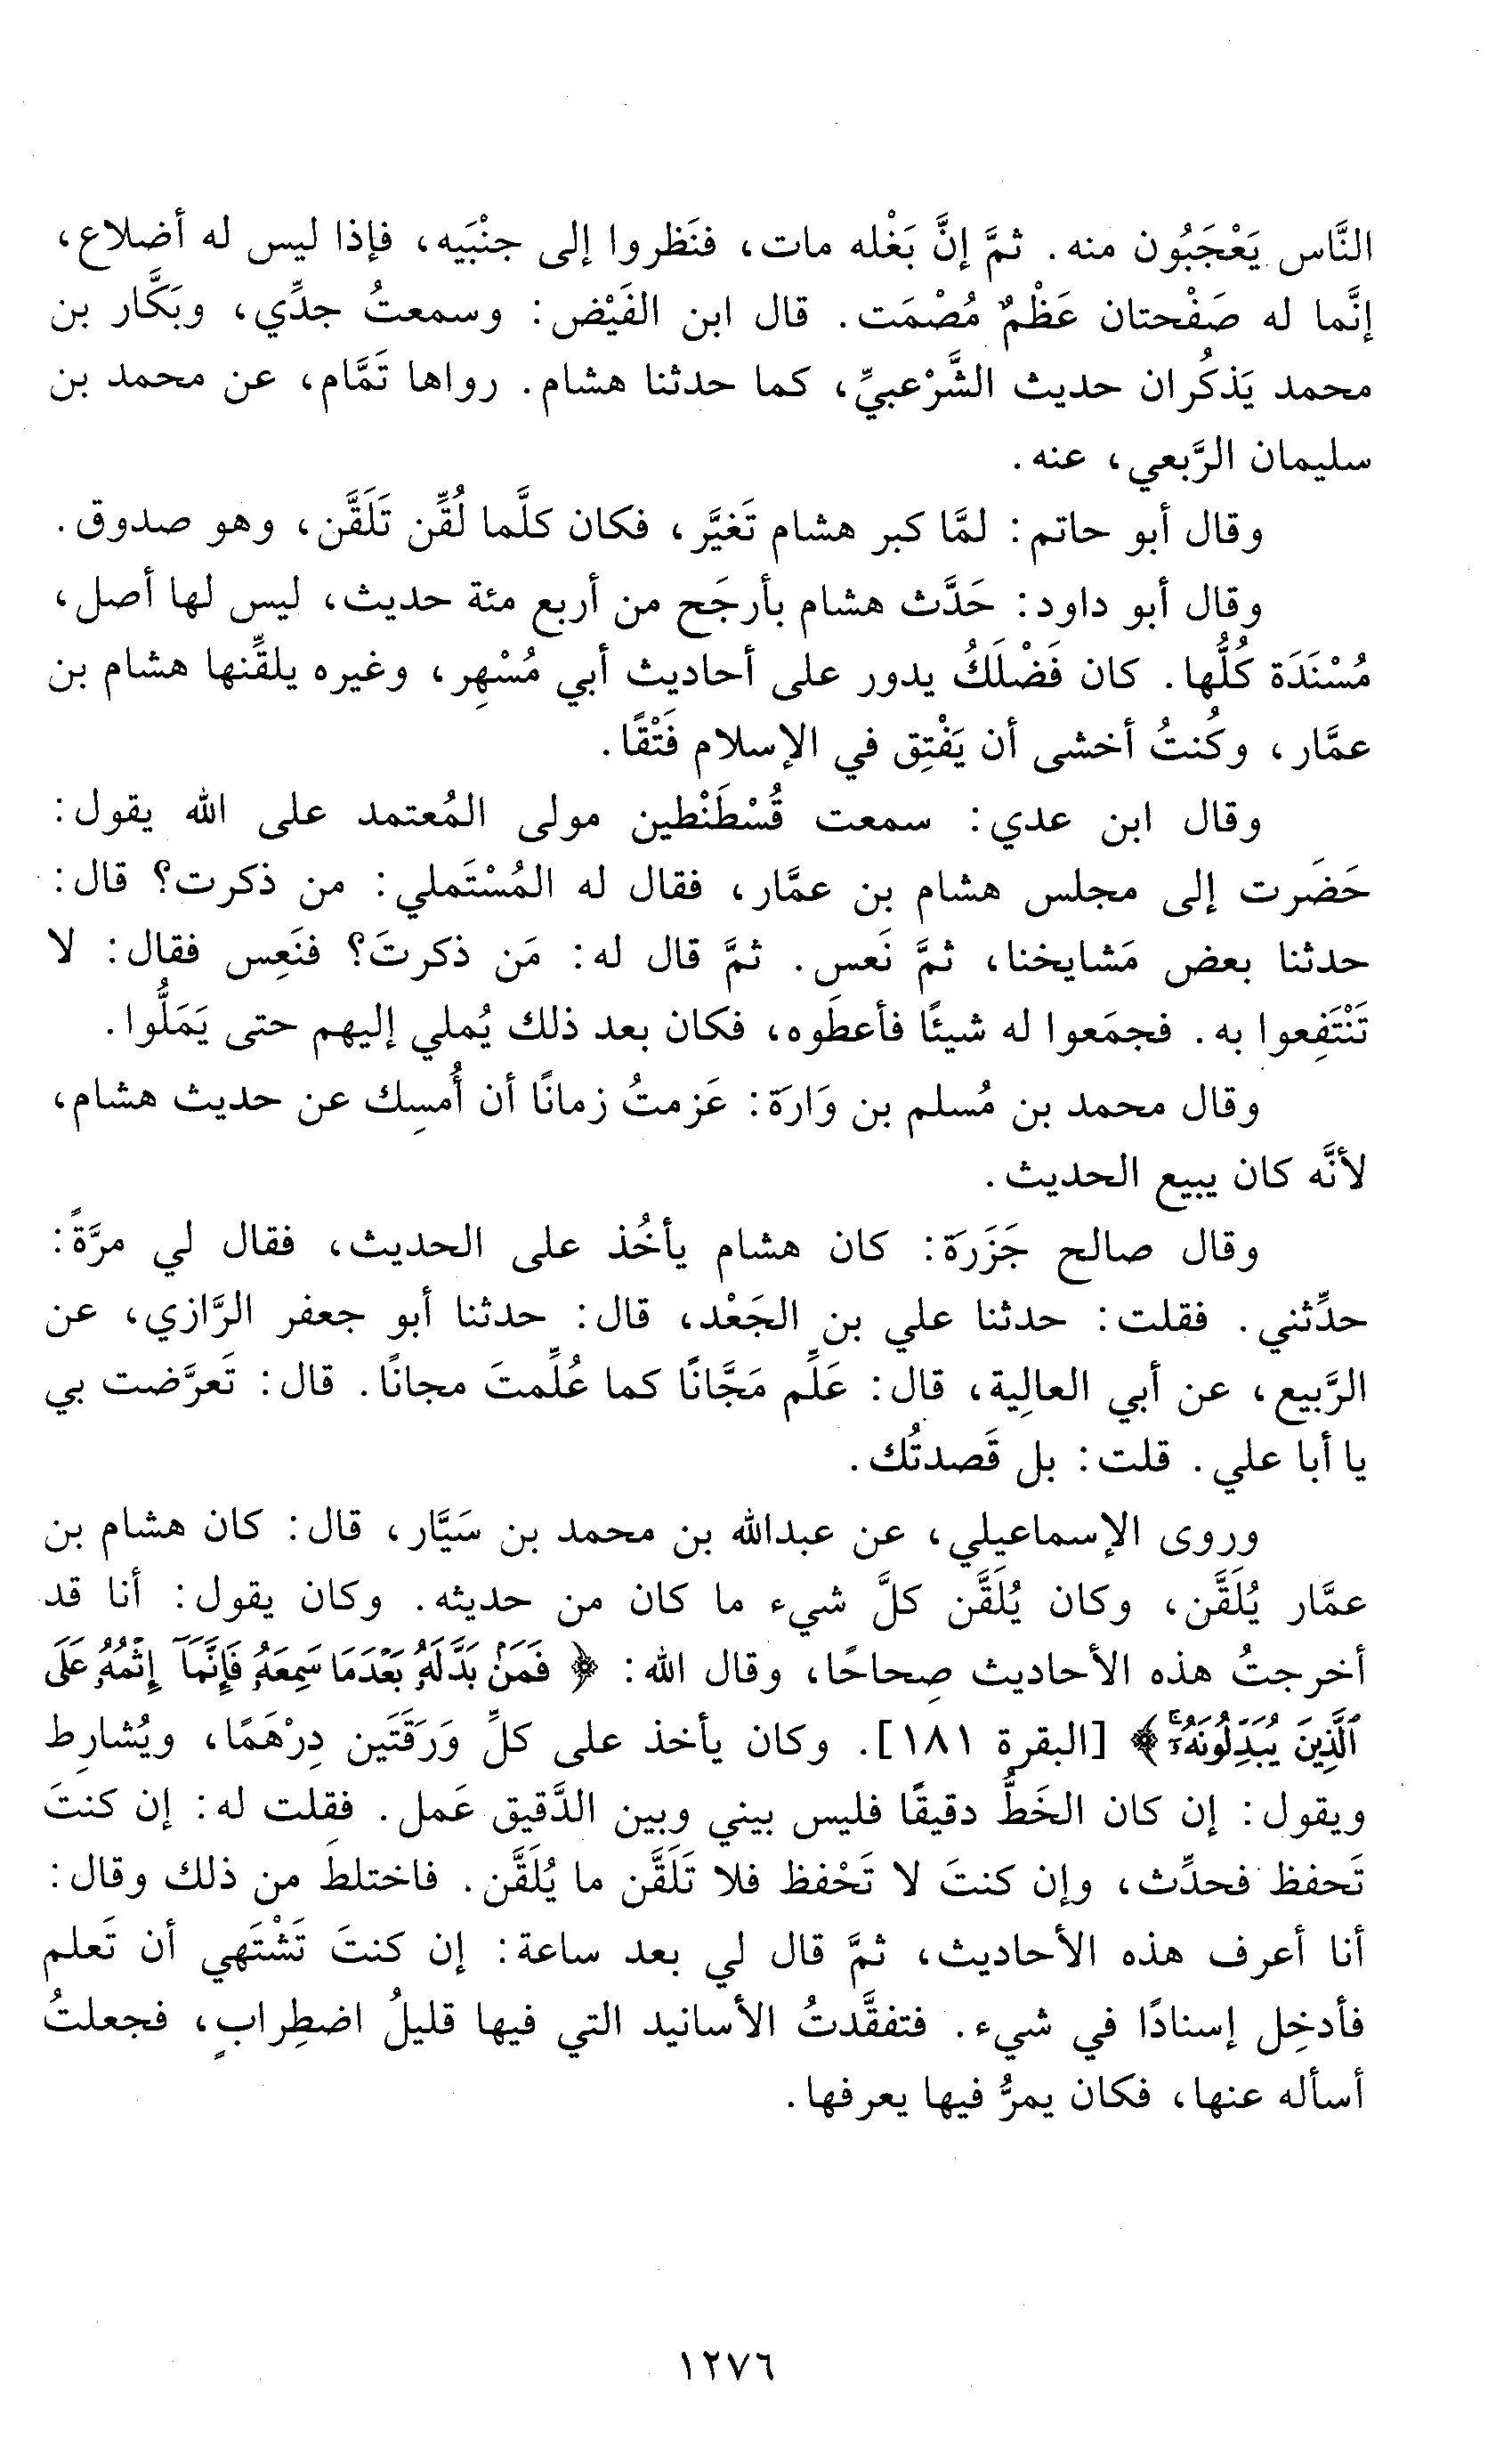 النَّاس يَعْجَبُون منه. ثمَّ إنَّ بَغْله مات، فنَظروا إلى جنْبَيه، فإذا ليس له أضلاع،
إنَّما له صَفْحتان عَظْمٌ مُصْمَت. قال ابن الفَيْض: وسمعتُ جدِّي، وبَكَّار بن
محمد يَذكُران حديث الشَّرْعبيِّ، كما حدثنا هشام. رواها تَمَّام، عن محمد بن
سليمان الرَّبعي، عنه.
وقال أبو حاتم: لمَّا كبر هشام تَغيَّر، فكان كلَّما لُقِّن تَلَقَّن، وهو صدوق.
وقال أبو داود: حَدَّث هشام بأرجَح من أربع مئة حديث، ليس لها أصل،
مُسْنَدَة كُلُّها. كان فَضْلَكُ يدور على أحاديث أبي مُسْهِر، وغيره يلقِّنها هشام بن
عمَّار، وكُنتُ أخشى أن يَفْتِق في الإسلام فَتْقًا.
وقال ابن عدي: سمعت قُسْطَنْطين مولى المُعتمد على الله يقول:
حَضَرت إلى مجلس هشام بن عمَّار، فقال له المُسْتَملي: من ذكرت؟ قال:
حدثنا بعض مَشايخنا، ثمَّ نَعس. ثمَّ قال له: مَن ذكرتَ؟ فنَعِس فقال: لا
تَنْتَفِعوا به. فجمَعوا له شيئًا فأعطَوه، فكان بعد ذلك يُملي إليهم حتى يَمَلُّوا.
وقال محمد بن مُسلم بن وَارَة: عَزمتُ زمانًا أن أُمسِك عن حديث هشام،
لأنَّه كان يبيع الحديث.
وقال صالح جَزَرَة: كان هشام يأخُذ على الحديث، فقال لي مرَّةً:
حدِّثني. فقلت: حدثنا علي بن الجَعْد، قال: حدثنا أبو جعفر الرَّازي، عن
الرَّبيع، عن أبي العالِية، قال: عَلِّم مَجَّانًا كما عُلِّمتَ مجانًا. قال: تَعرَّضت بي
يا أبا علي. قلت: بل قَصدتُك.
وروى الإسماعيلي، عن عبدالله بن محمد بن سَيَّار، قال: كان هشام بن
عمَّار يُلَقَّن، وكان يُلَقَّن كلَّ شيء ما كان من حديثه. وكان يقول: أنا قد
أخرجتُ هذه الأحاديث صِحاحًا، وقال الله: ﴿ فَمَنْ بَدَّلَهُۥ بَعْدَمَا سَمِعَهُۥ فَإِنَّمَآ إِثْمُهُۥ عَلَى
ٱلَّذِينَ يُبَدِّلُونَهُۥٓۚ ﴾ [البقرة ١٨١]. وكان يأخذ على كلِّ وَرَقَتَين دِرْهَمًا، ويُشارِط
ويقول: إن كان الخَطُّ دقيقًا فليس بيني وبين الدَّقيق عَمل. فقلت له: إن كنتَ
تَحفظ فحدِّث، وإن كنتَ لا تَحْفظ فلا تَلَقَّن ما يُلَقَّن. فاختلطَ من ذلك وقال:
أنا أعرف هذه الأحاديث، ثمَّ قال لي بعد ساعة: إن كنتَ تَشْتَهي أن تَعلم
فأدخِل إسنادًا في شيء. فتفقَّدتُ الأسانيد التي فيها قليلُ اضطِرابٍ، فجعلتُ
أسأله عنها، فكان يمرُّ فيها يعرفها.
١٢٧٦